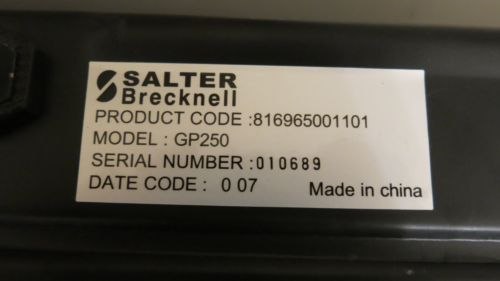 SALTER
Brecknell
PRODUCT CODE :816965001101
MODEL : GP250
SERIAL NUMBER :010689
DATE CODE : 0 07 Made in china